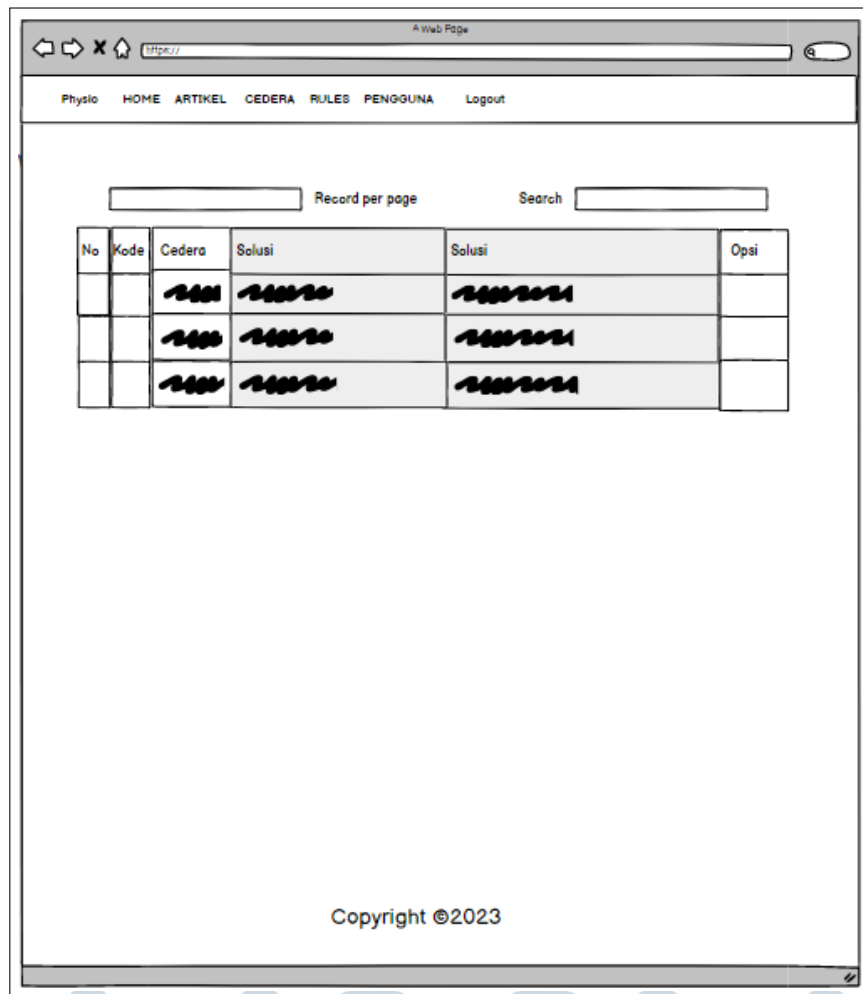 A Web Page
https://
Physio HOME ARTIKEL CEDERA RULES PENGGUNA Logout
Record per page Search
No Kode Cedera Solusi Solusi Opsi
Copyright ©2023